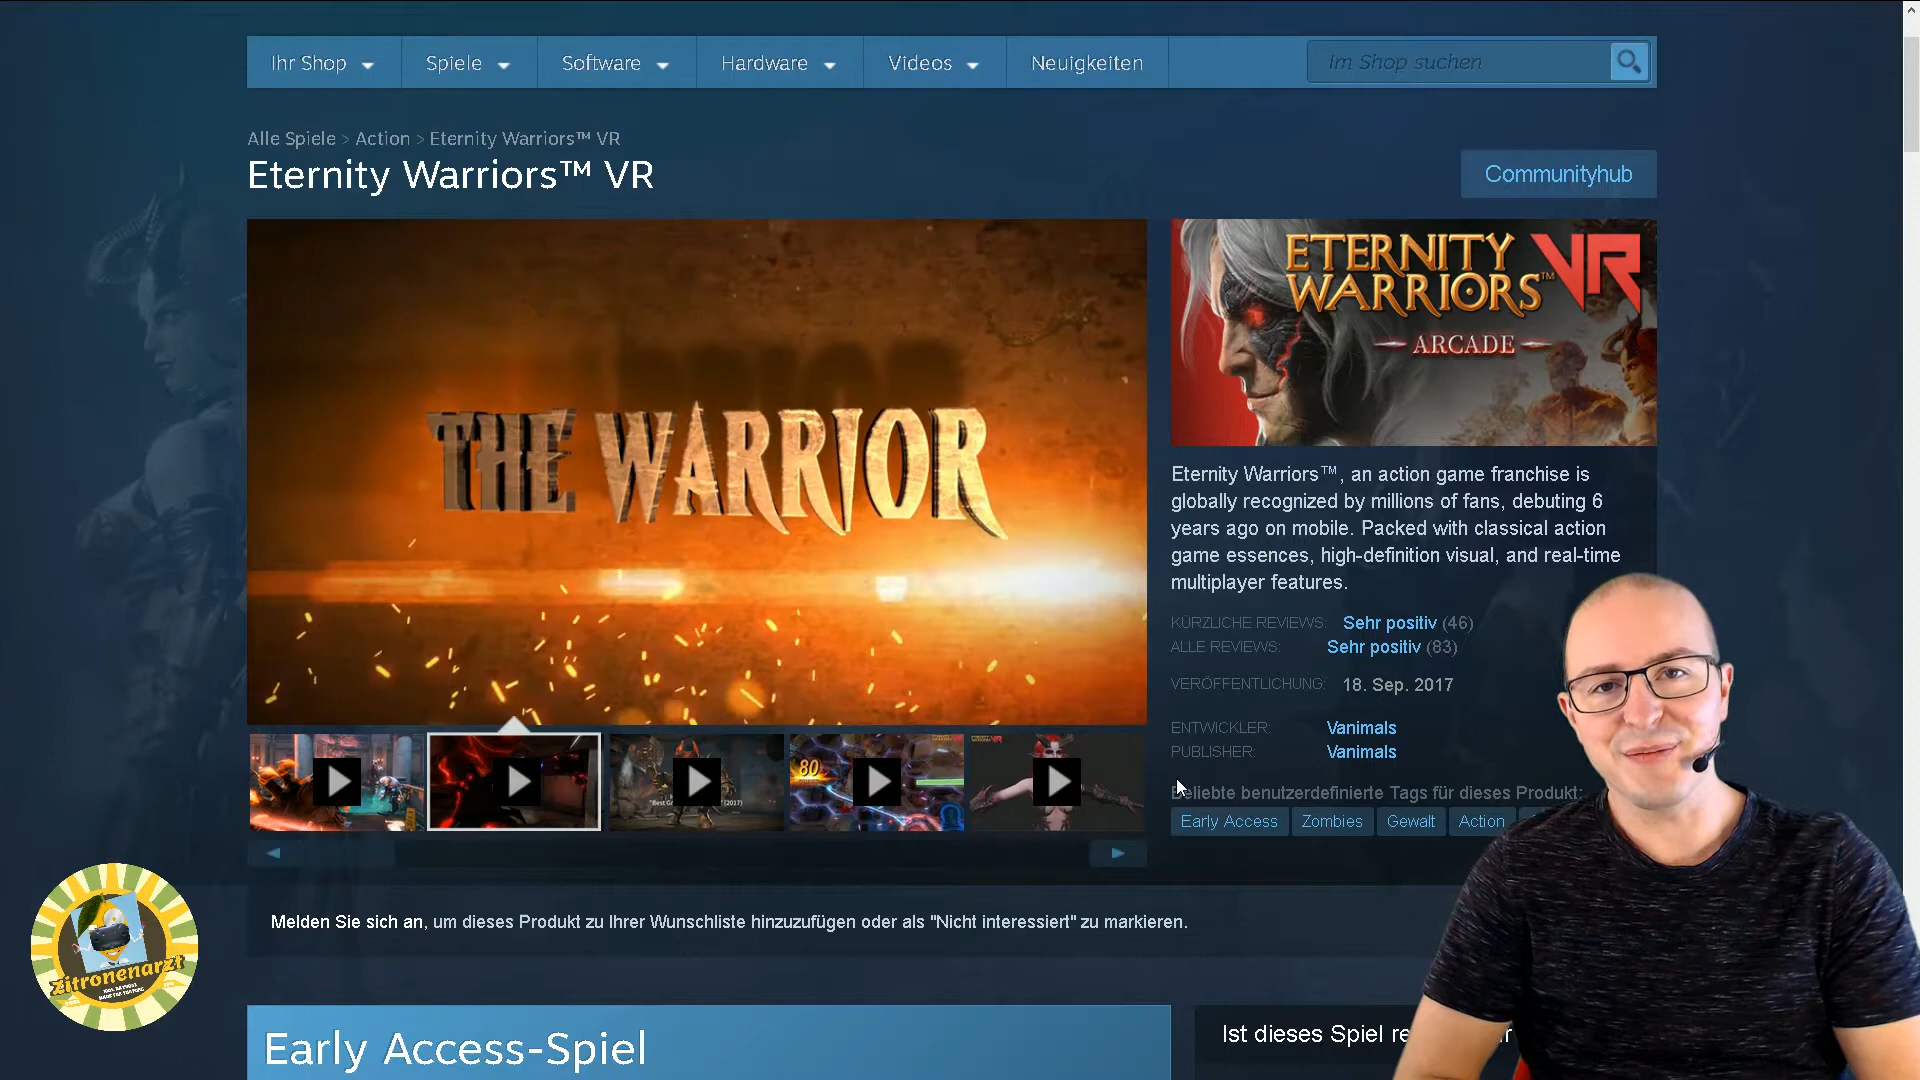 Ihr Shop
Spiele
Software
Hardware
Videos
Neuigkeiten
Im Shop suchen
Alle Spiele > Action > Eternity Warriors™ VR
Eternity Warriors™ VR
Communityhub
THE WARRIOR
ETERNITY
WARRIORS™
VR
ARCADE
Eternity Warriors™, an action game franchise is
globally recognized by millions of fans, debuting 6
years ago on mobile. Packed with classical action
game essences, high-definition visual, and real-time
multiplayer features.
KÜRZLICHE REVIEWS: Sehr positiv (46)
ALLE REVIEWS: Sehr positiv (83)
VERÖFFENTLICHUNG: 18. Sep. 2017
ENTWICKLER: Vanimals
PUBLISHER: Vanimals
Beliebte benutzerdefinierte Tags für dieses Produkt:
Early Access
Zombies
Gewalt
Action
80
Melden Sie sich an, um dieses Produkt zu Ihrer Wunschliste hinzuzufügen oder als "Nicht interessiert" zu markieren.
Zitronenarzt
Early Access-Spiel
Ist dieses Spiel